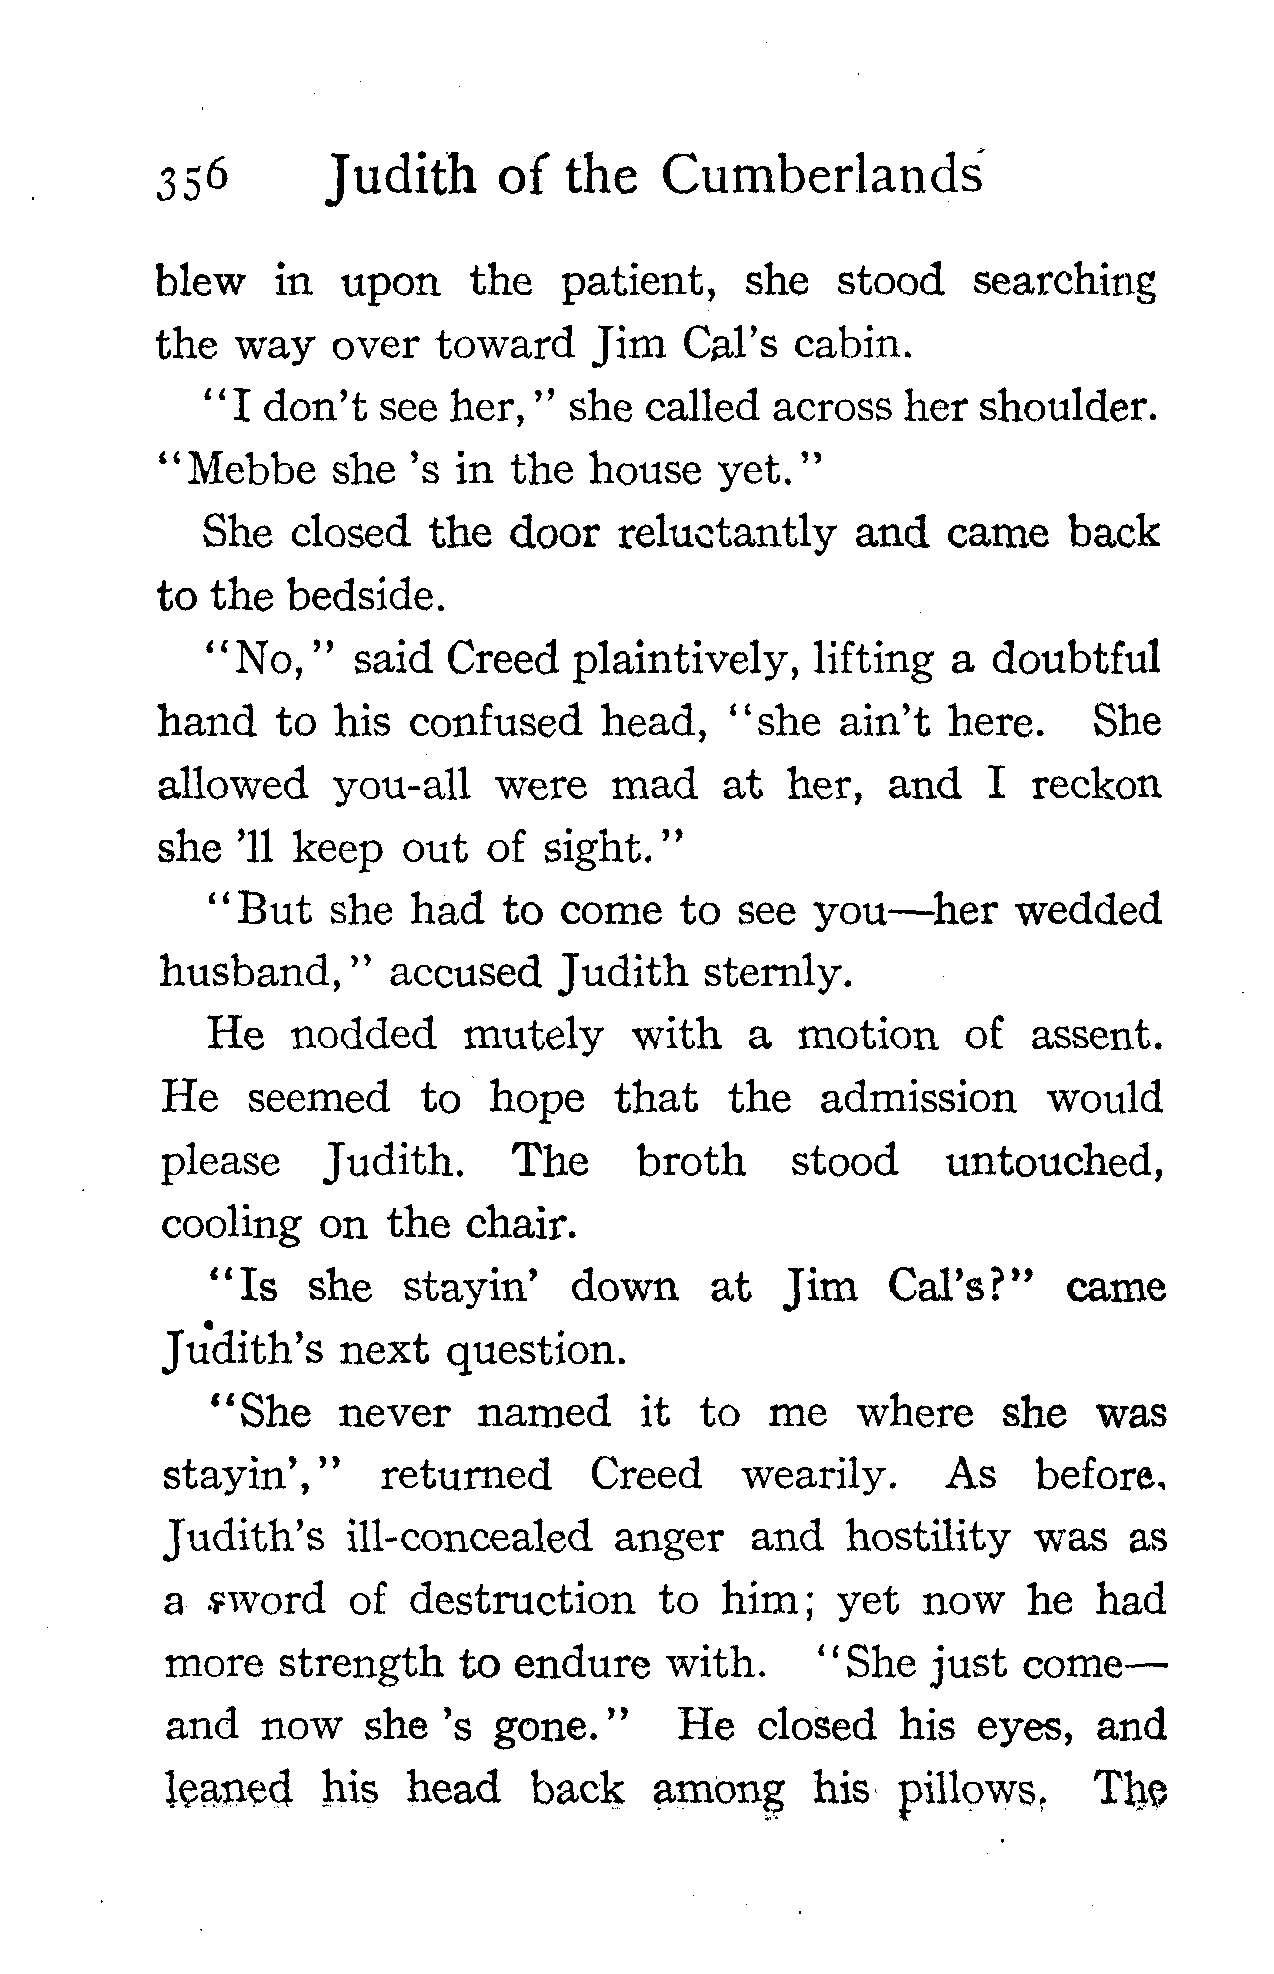 356 Judith of the Cumberlands
blew in upon the patient, she stood searching
the way over toward Jim Cal's cabin.
"I don't see her," she called across her shoulder.
"Mebbe she 's in the house yet."
She closed the door reluctantly and came back
to the bedside.
"No," said Creed plaintively, lifting a doubtful
hand to his confused head, "she ain't here. She
allowed you-all were mad at her, and I reckon
she 'll keep out of sight."
"But she had to come to see you—her wedded
husband," accused Judith sternly.
He nodded mutely with a motion of assent.
He seemed to hope that the admission would
please Judith. The broth stood untouched,
cooling on the chair.
"Is she stayin' down at Jim Cal's?" came
Judith's next question.
"She never named it to me where she was
stayin'," returned Creed wearily. As before,
Judith's ill-concealed anger and hostility was as
a sword of destruction to him; yet now he had
more strength to endure with. "She just come—
and now she 's gone." He closed his eyes, and
leaned his head back among his pillows. The